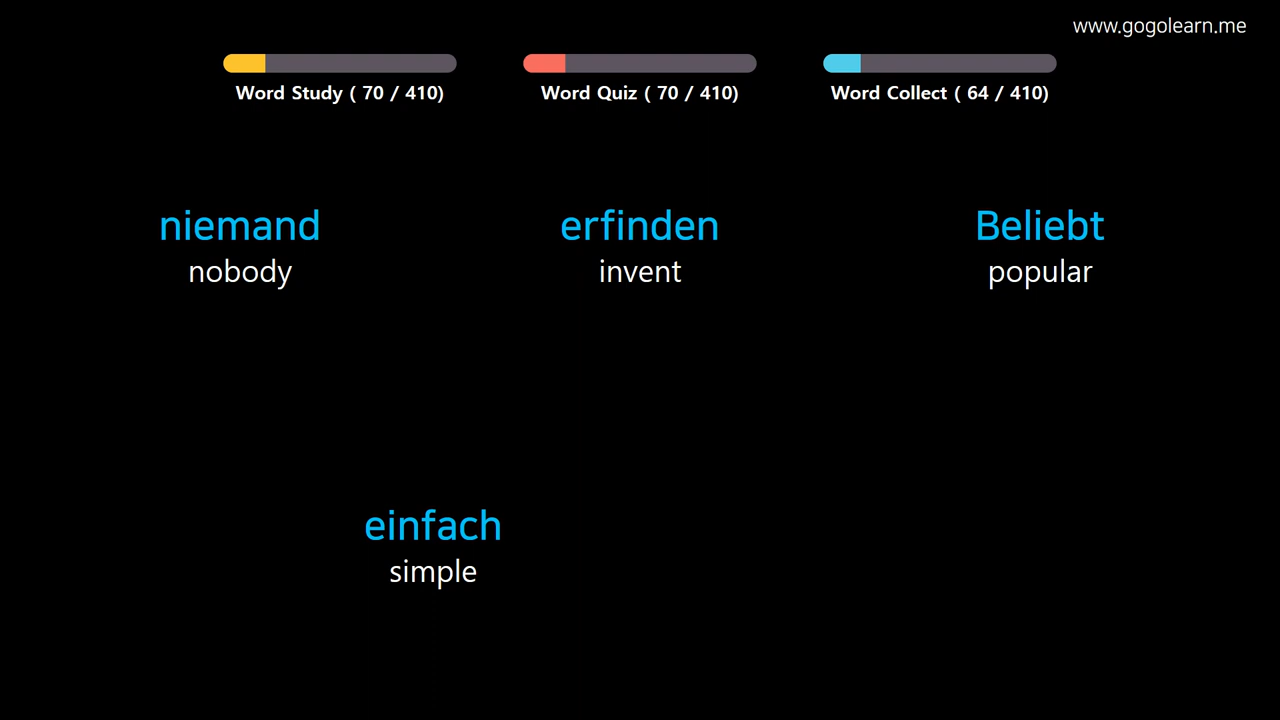 www.gogolearn.me
Word Study ( 70 / 410)
Word Quiz ( 70 / 410)
Word Collect ( 64 / 410)
niemand
nobody
erfinden
invent
Beliebt
popular
einfach
simple